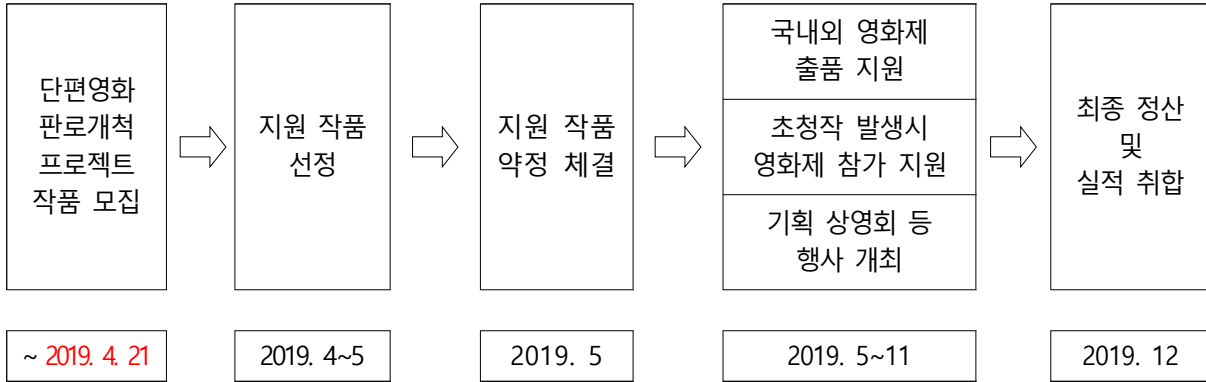 단편영화
판로개척
프로젝트
작품 모집
지원 작품
선정
지원 작품
약정 체결
국내외 영화제
출품 지원
초청작 발생시
영화제 참가 지원
기획 상영회 등
행사 개최
최종 정산
및
실적 취합
~ 2019. 4. 21
2019. 4~5
2019. 5
2019. 5~11
2019. 12